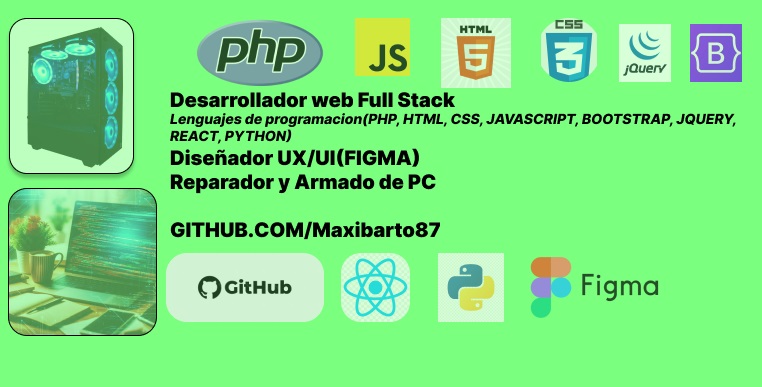 php
JS
HTML
5
CSS
3
jQuery
B
Desarrollador web Full Stack
Lenguajes de programacion(PHP, HTML, CSS, JAVASCRIPT, BOOTSTRAP, JQUERY,
REACT, PYTHON)
Diseñador UX/UI(FIGMA)
Reparador y Armado de PC
GITHUB.COM/Maxibarto87
GitHub
Figma